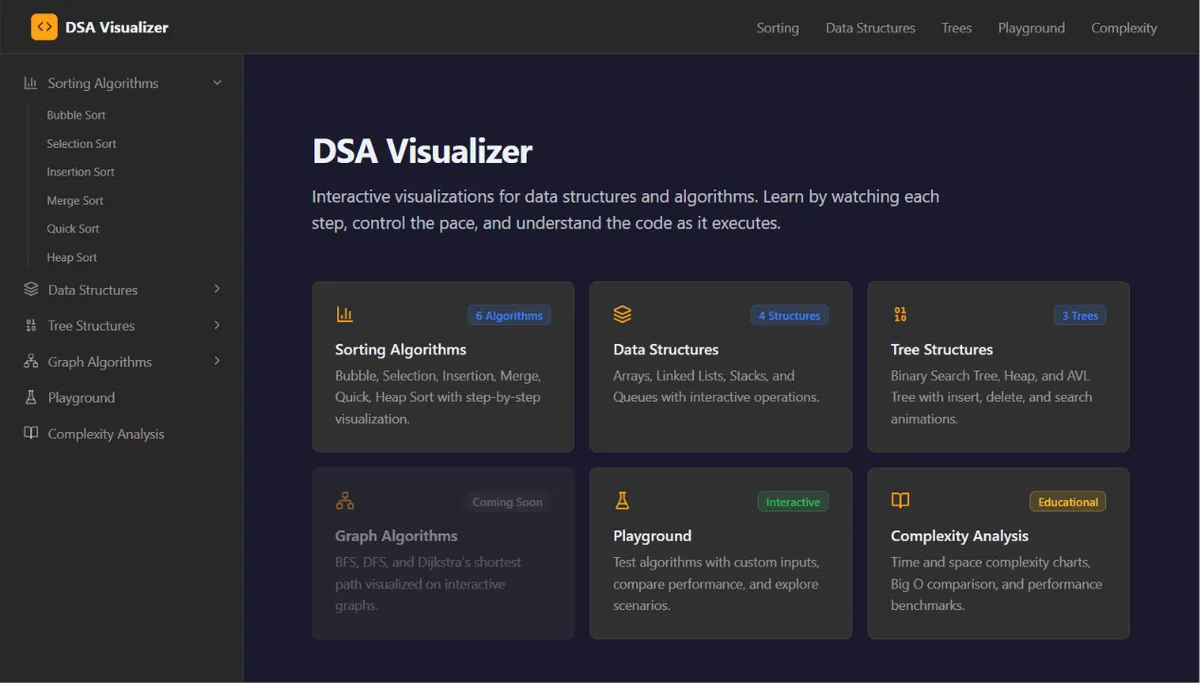 DSA Visualizer
Sorting
Data Structures
Trees
Playground
Complexity
Sorting Algorithms
Bubble Sort
Selection Sort
Insertion Sort
Merge Sort
Quick Sort
Heap Sort
Data Structures
Tree Structures
Graph Algorithms
Playground
Complexity Analysis
DSA Visualizer
Interactive visualizations for data structures and algorithms. Learn by watching each
step, control the pace, and understand the code as it executes.
6 Algorithms
Sorting Algorithms
Bubble, Selection, Insertion, Merge,
Quick, Heap Sort with step-by-step
visualization.
4 Structures
Data Structures
Arrays, Linked Lists, Stacks, and
Queues with interactive operations.
3 Trees
Tree Structures
Binary Search Tree, Heap, and AVL
Tree with insert, delete, and search
animations.
Coming Soon
Graph Algorithms
BFS, DFS, and Dijkstra's shortest
path visualized on interactive
graphs.
Interactive
Playground
Test algorithms with custom inputs,
compare performance, and explore
scenarios.
Educational
Complexity Analysis
Time and space complexity charts,
Big O comparison, and performance
benchmarks.